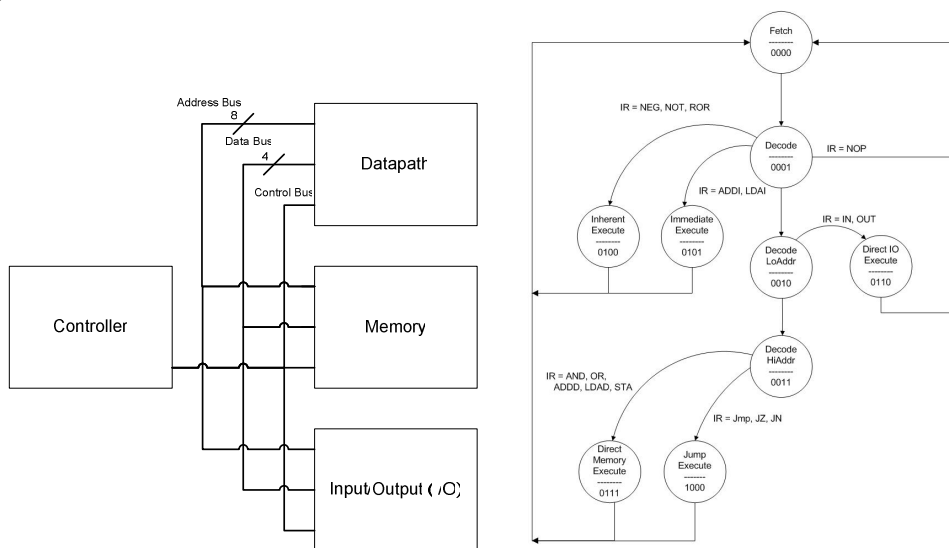 Address Bus
8
Data Bus
4
Control Bus
Datapath
Controller
Memory
Input/Output (I/O)
Fetch
--------
0000
IR = NEG, NOT, ROR
Decode
--------
0001
IR = NOP
IR = ADDI, LDAI
Inherent
Execute
--------
0100
Immediate
Execute
--------
0101
IR = IN, OUT
Decode
LoAddr
--------
0010
Direct IO
Execute
--------
0110
Decode
HiAddr
--------
0011
IR = AND, OR,
ADDD, LDAD, STA
IR = Jmp, JZ, JN
Direct
Memory
Execute
--------
0111
Jump
Execute
--------
1000